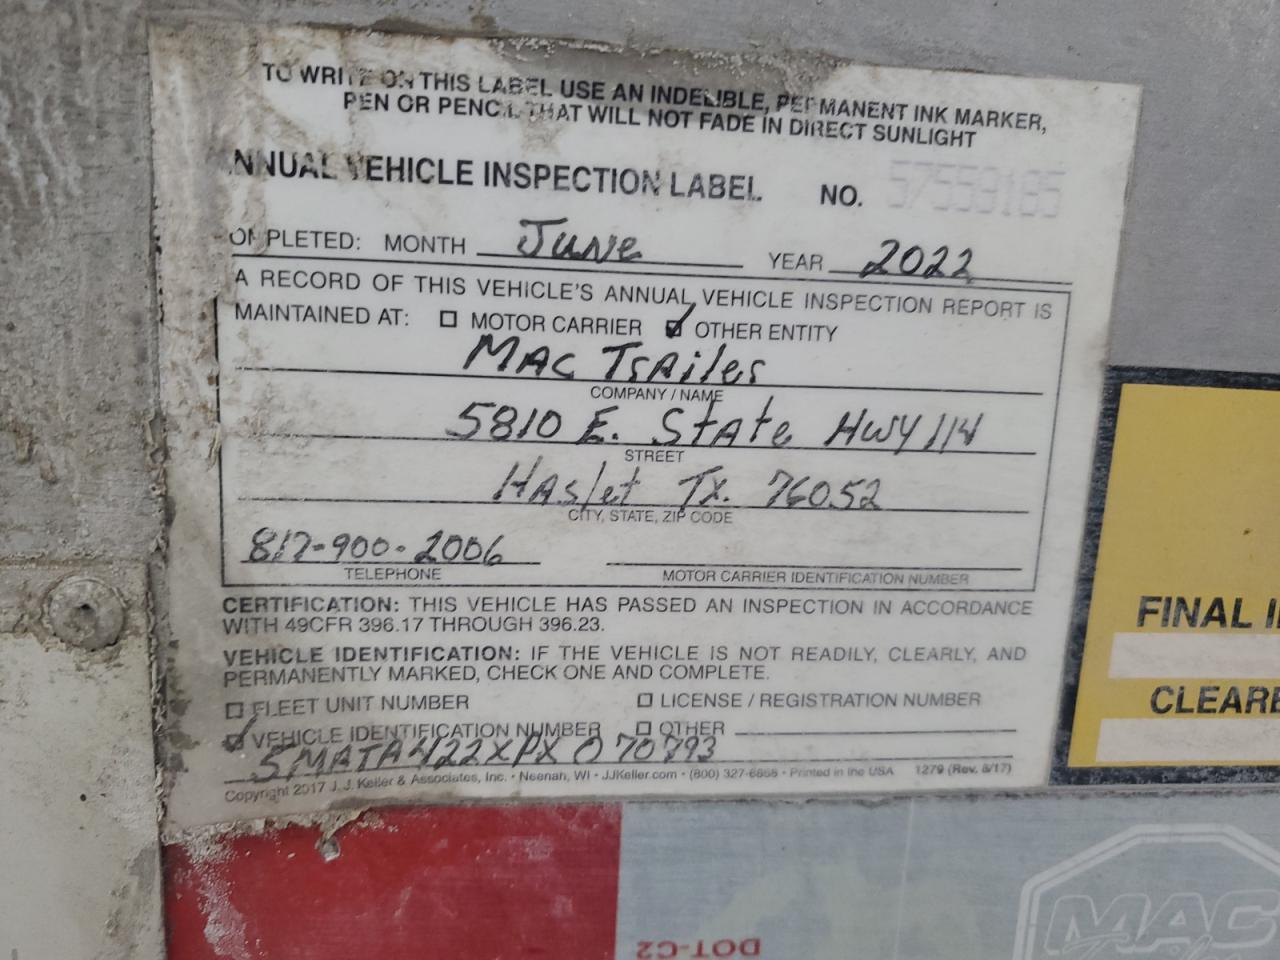 TO WRITE ON THIS LABEL USE AN INDELIBLE, PERMANENT INK MARKER,
PEN OR PENCIL THAT WILL NOT FADE IN DIRECT SUNLIGHT
NNUAL VEHICLE INSPECTION LABEL NO. 57559185
OMPLETED: MONTH June YEAR 2022
A RECORD OF THIS VEHICLE'S ANNUAL VEHICLE INSPECTION REPORT IS
MAINTAINED AT: ☐ MOTOR CARRIER ☑ OTHER ENTITY
MAC Trailer
COMPANY / NAME
5810 E. State HWY 114
STREET
Haslet TX. 76052
CITY, STATE, ZIP CODE
817-900-2006
TELEPHONE MOTOR CARRIER IDENTIFICATION NUMBER
CERTIFICATION: THIS VEHICLE HAS PASSED AN INSPECTION IN ACCORDANCE
WITH 49CFR 396.17 THROUGH 396.23.
VEHICLE IDENTIFICATION: IF THE VEHICLE IS NOT READILY, CLEARLY, AND
PERMANENTLY MARKED, CHECK ONE AND COMPLETE.
☐ FLEET UNIT NUMBER ☐ LICENSE / REGISTRATION NUMBER
☑ VEHICLE IDENTIFICATION NUMBER ☐ OTHER
5MATA422XPX070793
Copyright 2017 J. J. Keller & Associates, Inc. • Neenah, WI • JJKeller.com • (800) 327-6868 • Printed in the USA 1279 (Rev. 8/17)
FINAL
CLEARE
DOT-C2
MAC